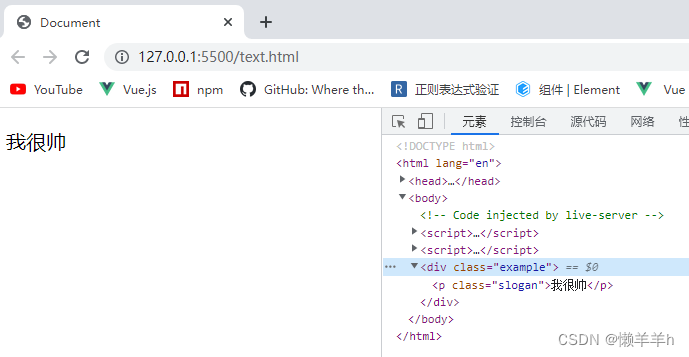 Document
127.0.0.1:5500/text.html
YouTube Vue.js npm GitHub: Where th... 正则表达式验证 组件 | Element Vue
我很帅
元素 控制台 源代码 网络
<!DOCTYPE html>
<html lang="en">
<head>…</head>
<body>
<!-- Code injected by live-server -->
<script>…</script>
<script>…</script>
<div class="example"> == $0
<p class="slogan">我很帅</p>
</div>
</body>
</html>
CSDN @懒羊羊h